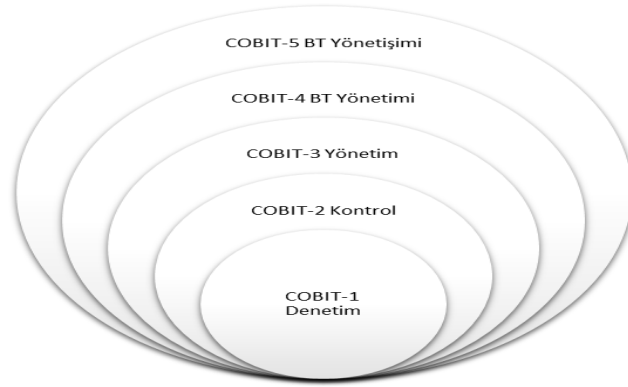 COBIT-5 BT Yönetişimi
COBIT-4 BT Yönetimi
COBIT-3 Yönetim
COBIT-2 Kontrol
COBIT-1
Denetim